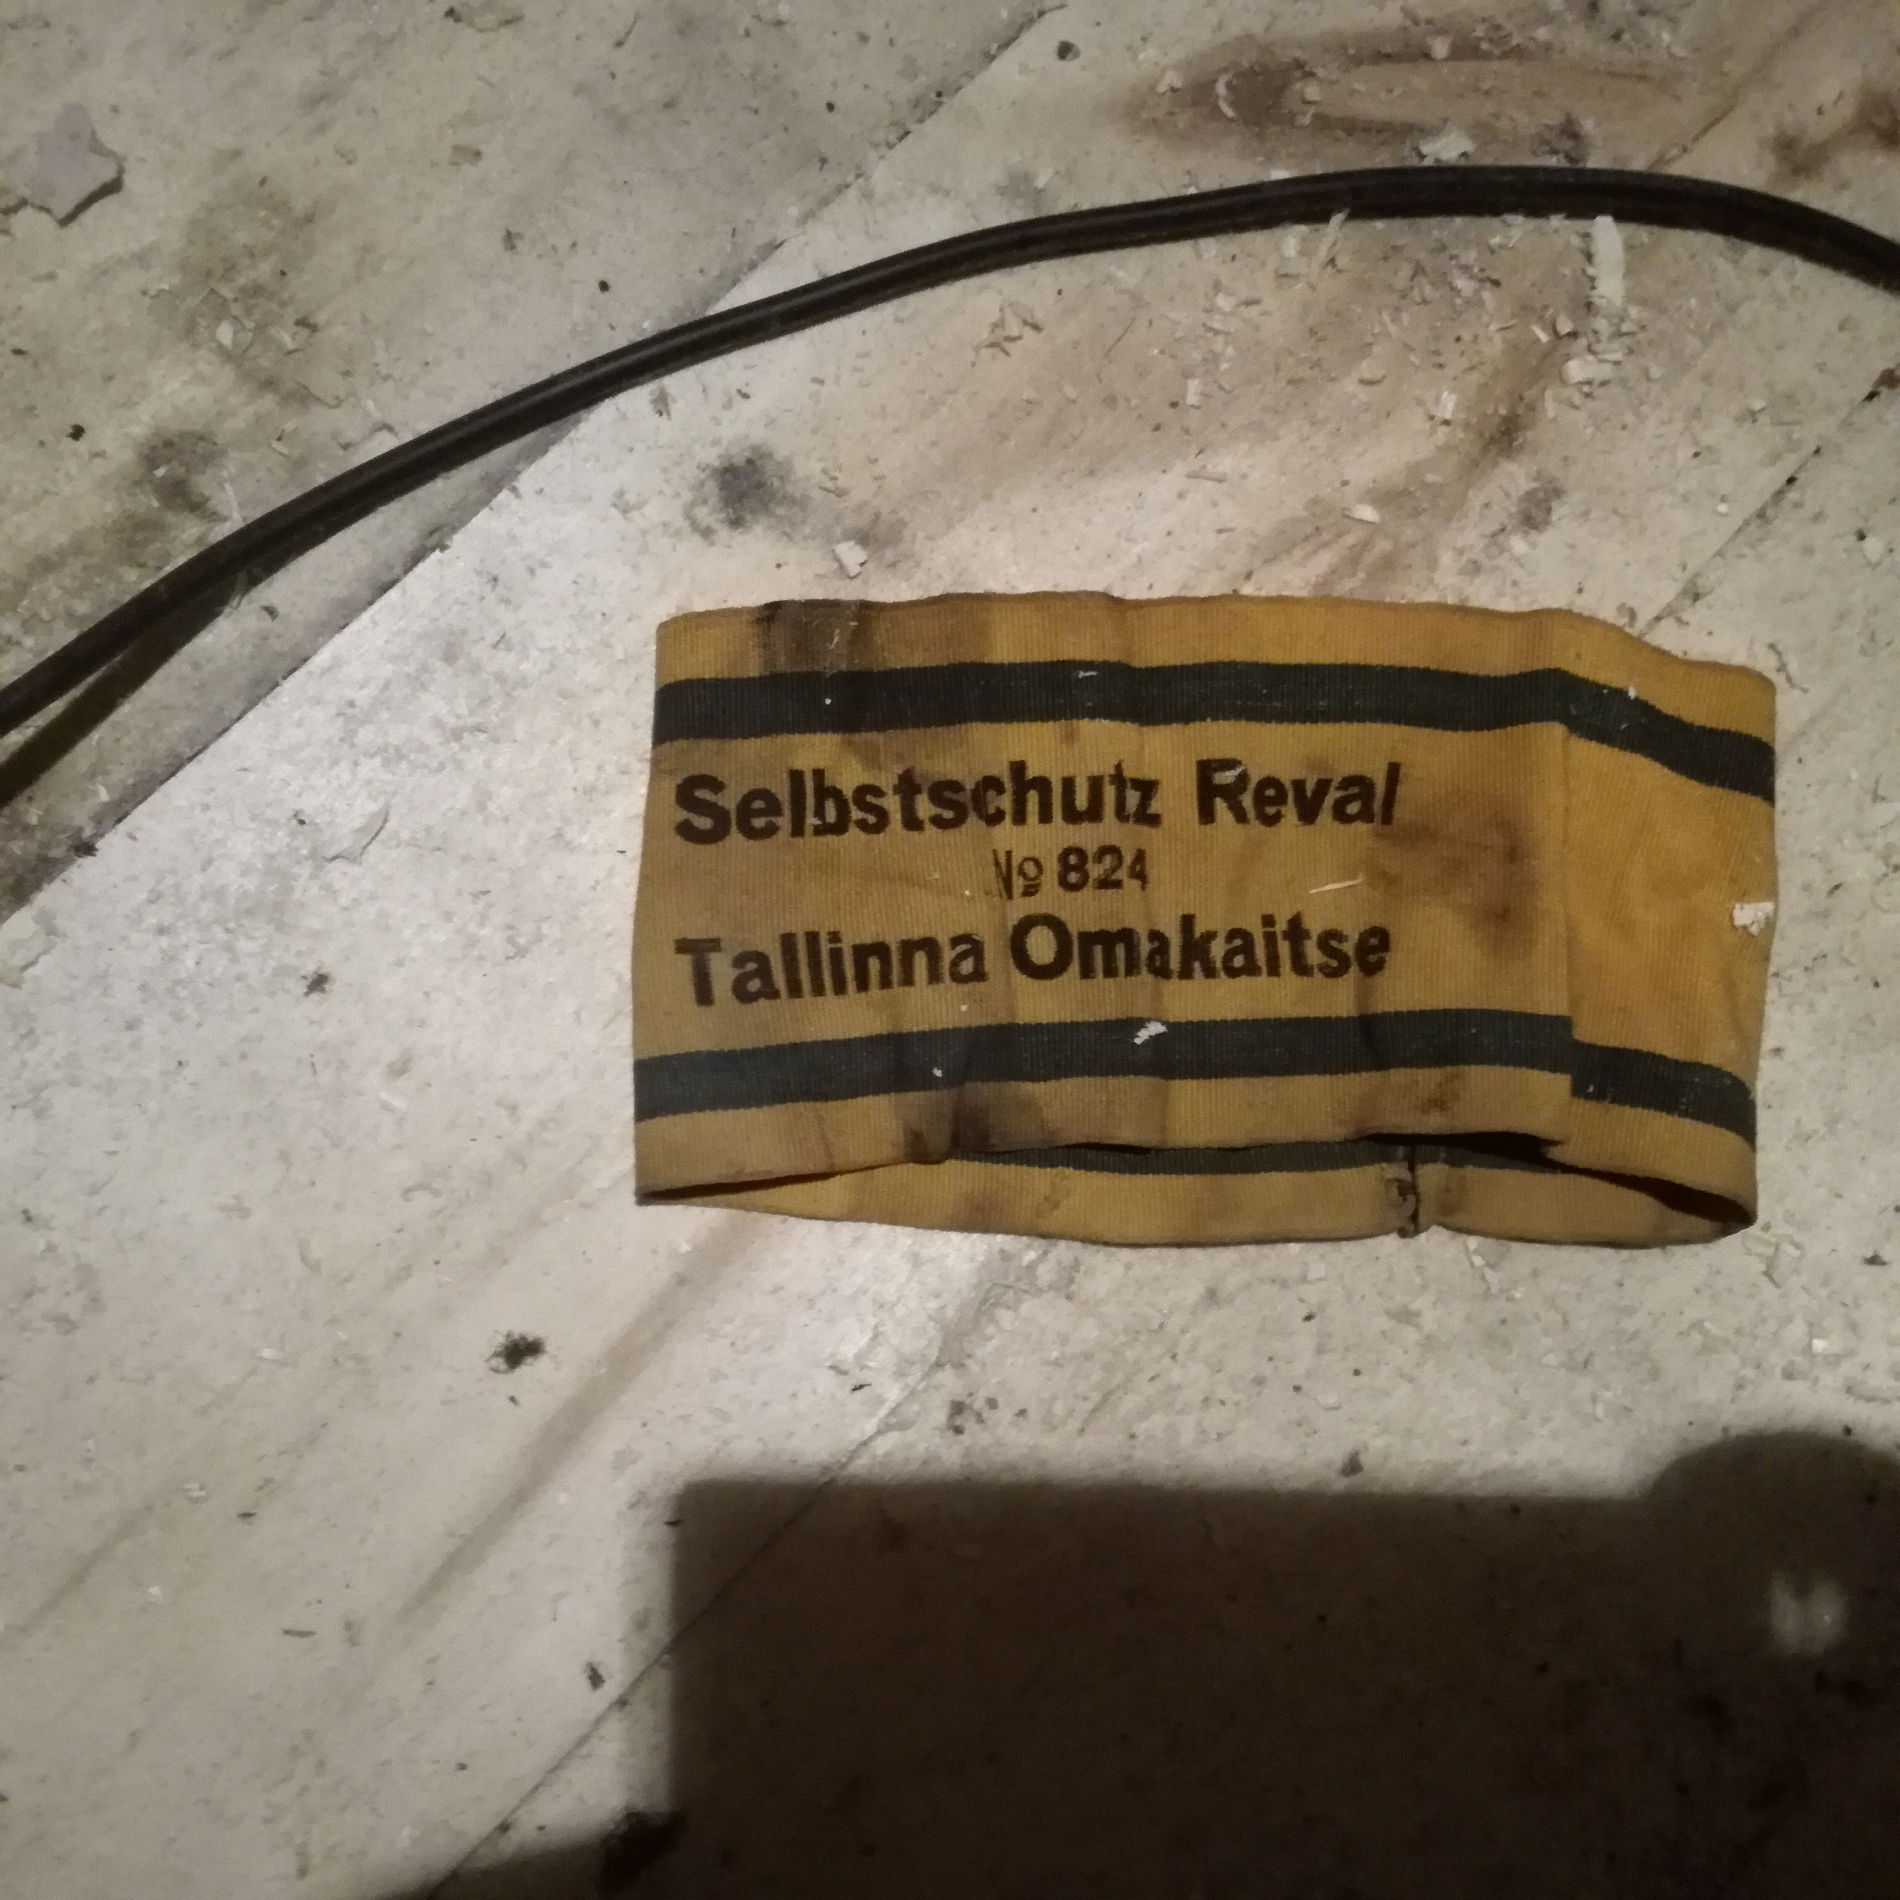 Selbstschutz Reval
№ 824
Tallinna Omakaitse